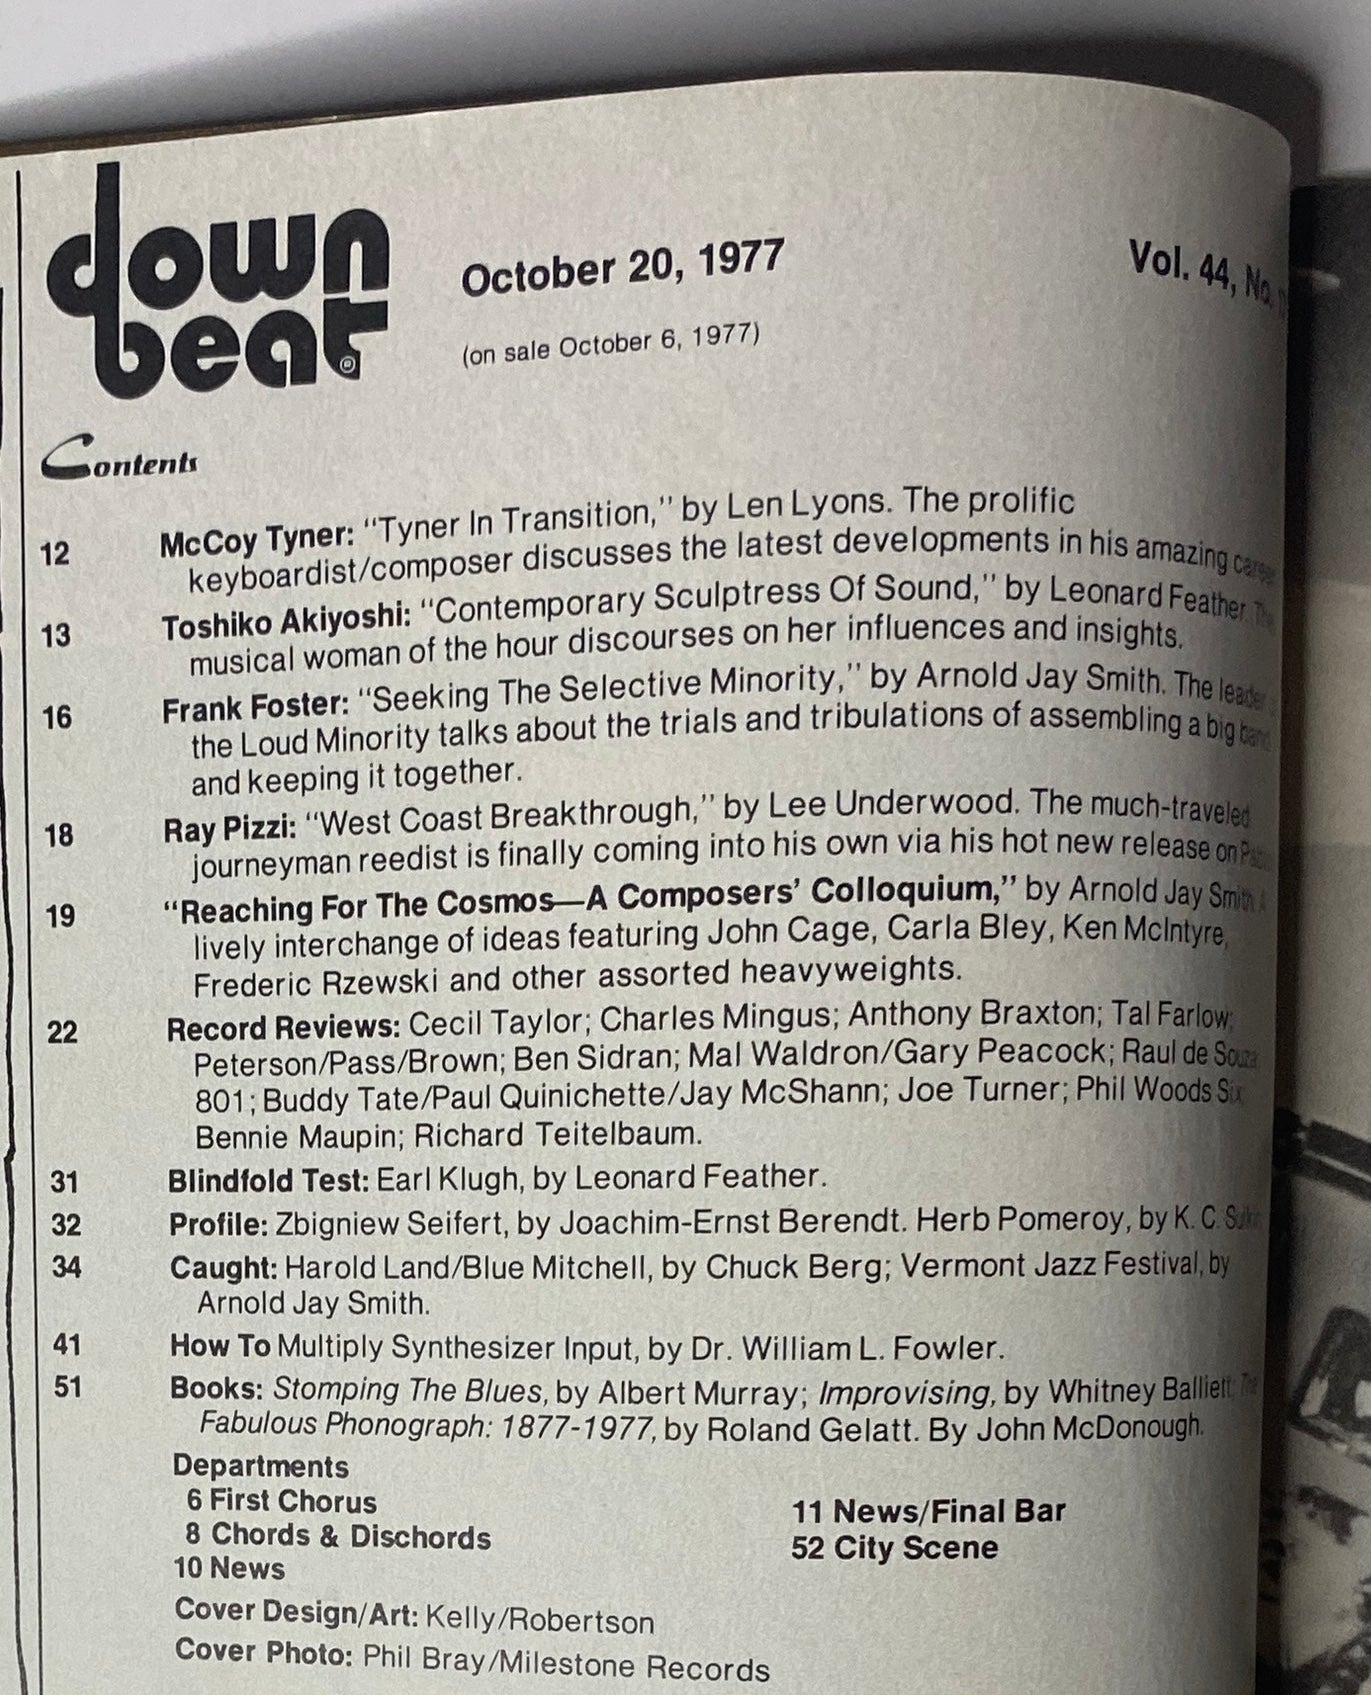 down
beat
®
October 20, 1977
Vol. 44, No.
(on sale October 6, 1977)
Contents
12 McCoy Tyner: “Tyner In Transition,” by Len Lyons. The prolific
keyboardist/composer discusses the latest developments in his amazing
13 Toshiko Akiyoshi: “Contemporary Sculptress Of Sound,” by Leonard Feather.
musical woman of the hour discourses on her influences and insights.
16 Frank Foster: “Seeking The Selective Minority,” by Arnold Jay Smith. The leader
the Loud Minority talks about the trials and tribulations of assembling a big band
and keeping it together.
18 Ray Pizzi: “West Coast Breakthrough,” by Lee Underwood. The much-traveled
journeyman reedist is finally coming into his own via his hot new release on
19 “Reaching For The Cosmos—A Composers’ Colloquium,” by Arnold Jay Smith
lively interchange of ideas featuring John Cage, Carla Bley, Ken McIntyre,
Frederic Rzewski and other assorted heavyweights.
22 Record Reviews: Cecil Taylor; Charles Mingus; Anthony Braxton; Tal Farlow;
Peterson/Pass/Brown; Ben Sidran; Mal Waldron/Gary Peacock; Raul de Souza
801; Buddy Tate/Paul Quinichette/Jay McShann; Joe Turner; Phil Woods Six
Bennie Maupin; Richard Teitelbaum.
31 Blindfold Test: Earl Klugh, by Leonard Feather.
32 Profile: Zbigniew Seifert, by Joachim-Ernst Berendt. Herb Pomeroy, by K. C.
34 Caught: Harold Land/Blue Mitchell, by Chuck Berg; Vermont Jazz Festival, by
Arnold Jay Smith.
41 How To Multiply Synthesizer Input, by Dr. William L. Fowler.
51 Books: Stomping The Blues, by Albert Murray; Improvising, by Whitney Balliett; The
Fabulous Phonograph: 1877-1977, by Roland Gelatt. By John McDonough.
Departments
6 First Chorus
8 Chords & Dischords
10 News
11 News/Final Bar
52 City Scene
Cover Design/Art: Kelly/Robertson
Cover Photo: Phil Bray/Milestone Records